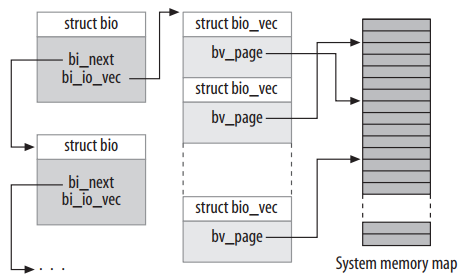 struct bio
bi_next
bi_io_vec
struct bio
bi_next
bi_io_vec
. . .
struct bio_vec
bv_page
struct bio_vec
bv_page
struct bio_vec
bv_page
System memory map